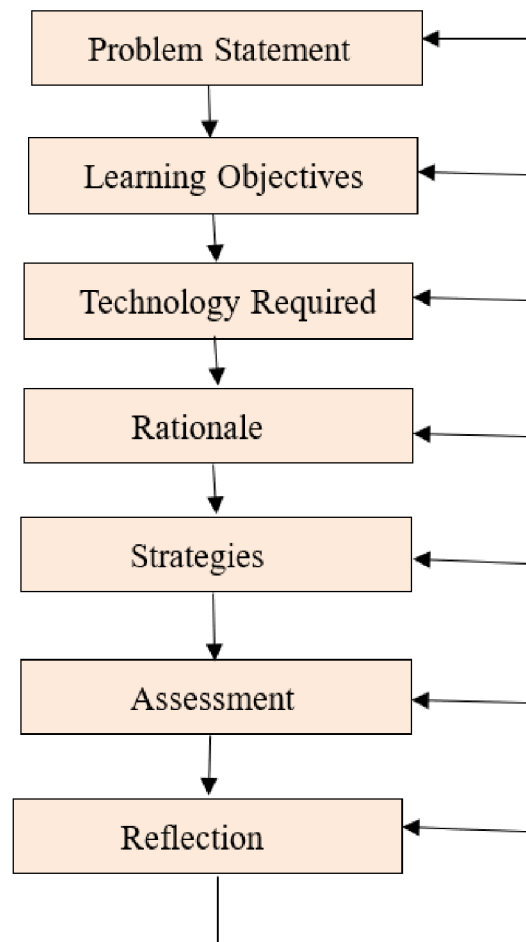 Problem Statement
Learning Objectives
Technology Required
Rationale
Strategies
Assessment
Reflection